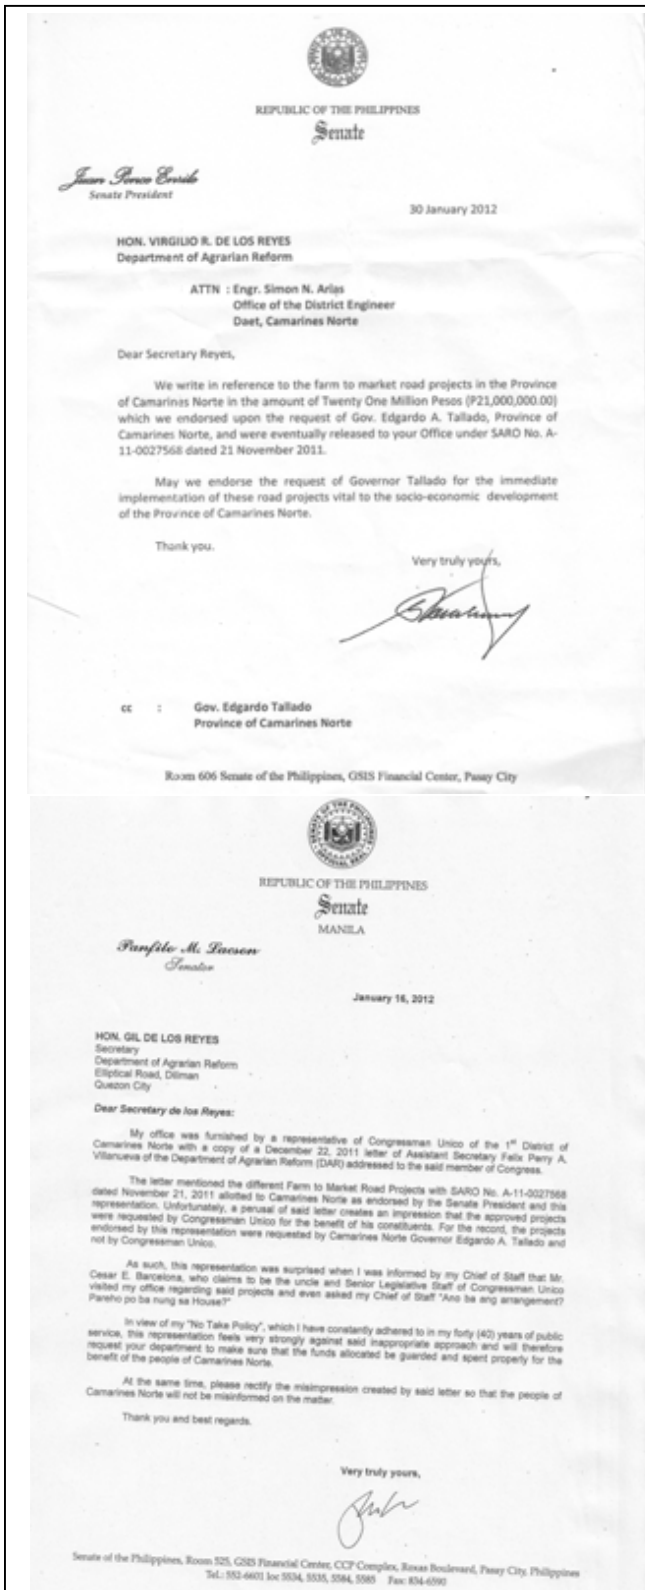 REPUBLIC OF THE PHILIPPINES
Senate
Juan Ponce Enrile
Senate President
30 January 2012
HON. VIRGILIO R. DE LOS REYES
Department of Agrarian Reform
ATTN : Engr. Simon N. Arias
Office of the District Engineer
Daet, Camarines Norte
Dear Secretary Reyes,
We write in reference to the farm to market road projects in the Province
of Camarines Norte in the amount of Twenty One Million Pesos (P21,000,000.00)
which we endorsed upon the request of Gov. Edgardo A. Tallado, Province of
Camarines Norte, and were eventually released to your Office under SARO No. A-
11-0027568 dated 21 November 2011.
May we endorse the request of Governor Tallado for the immediate
implementation of these road projects vital to the socio-economic development
of the Province of Camarines Norte.
Thank you.
Very truly yours,
cc : Gov. Edgardo Tallado
Province of Camarines Norte
Room 606 Senate of the Philippines, GSIS Financial Center, Pasay City
SENATE OF THE PHILIPPINES
OFFICIAL SEAL
REPUBLIC OF THE PHILIPPINES
Senate
MANILA
Panfilo M. Lacson
Senator
January 16, 2012
HON. GIL DE LOS REYES
Secretary
Department of Agrarian Reform
Elliptical Road, Diliman
Quezon City
Dear Secretary de los Reyes:
My office was furnished by a representative of Congressman Unico of the 1st District of
Camarines Norte with a copy of a December 22, 2011 letter of Assistant Secretary Felix Perry A.
Villanueva of the Department of Agrarian Reform (DAR) addressed to the said member of Congress.
The letter mentioned the different Farm to Market Road Projects with SARO No. A-11-0027568
dated November 21, 2011 allotted to Camarines Norte as endorsed by the Senate President and this
representation. Unfortunately, a perusal of said letter creates an impression that the approved projects
were requested by Congressman Unico for the benefit of his constituents. For the record, the projects
endorsed by this representation were requested by Camarines Norte Governor Edgardo A. Tallado and
not by Congressman Unico.
As such, this representation was surprised when I was informed by my Chief of Staff that Mr.
Cesar E. Barcelona, who claims to be the uncle and Senior Legislative Staff of Congressman Unico
visited my office regarding said projects and even asked my Chief of Staff "Ano ba ang arrangement?
Pareho po ba nung sa House?"
In view of my "No Take Policy", which I have constantly adhered to in my forty (40) years of public
service, this representation feels very strongly against said inappropriate approach and will therefore
request your department to make sure that the funds allocated be guarded and spent properly for the
benefit of the people of Camarines Norte.
At the same time, please rectify the misimpression created by said letter so that the people of
Camarines Norte will not be misinformed on the matter.
Thank you and best regards.
Very truly yours,
Senate of the Philippines, Room 525, GSIS Financial Center, CCP Complex, Roxas Boulevard, Pasay City, Philippines
Tel.: 552-6601 loc 5534, 5535, 5584, 5585 Fax: 834-6590